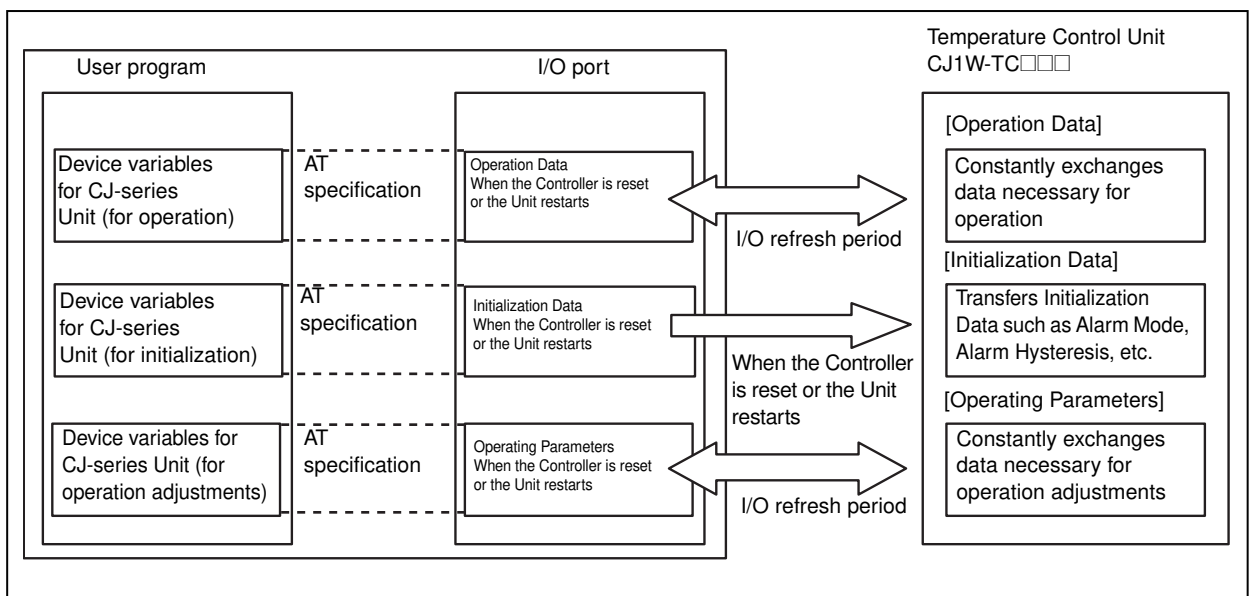 User program
I/O port
Temperature Control Unit
CJ1W-TC□□□
Device variables
for CJ-series
Unit (for operation)
AT
specification
Operation Data
When the Controller is reset
or the Unit restarts
I/O refresh period
[Operation Data]
Constantly exchanges
data necessary for
operation
Device variables
for CJ-series
Unit (for initialization)
AT
specification
Initialization Data
When the Controller is reset
or the Unit restarts
When the Controller
is reset or the Unit
restarts
[Initialization Data]
Transfers Initialization
Data such as Alarm Mode,
Alarm Hysteresis, etc.
Device variables for
CJ-series Unit (for
operation adjustments)
AT
specification
Operating Parameters
When the Controller is reset
or the Unit restarts
I/O refresh period
[Operating Parameters]
Constantly exchanges
data necessary for
operation adjustments